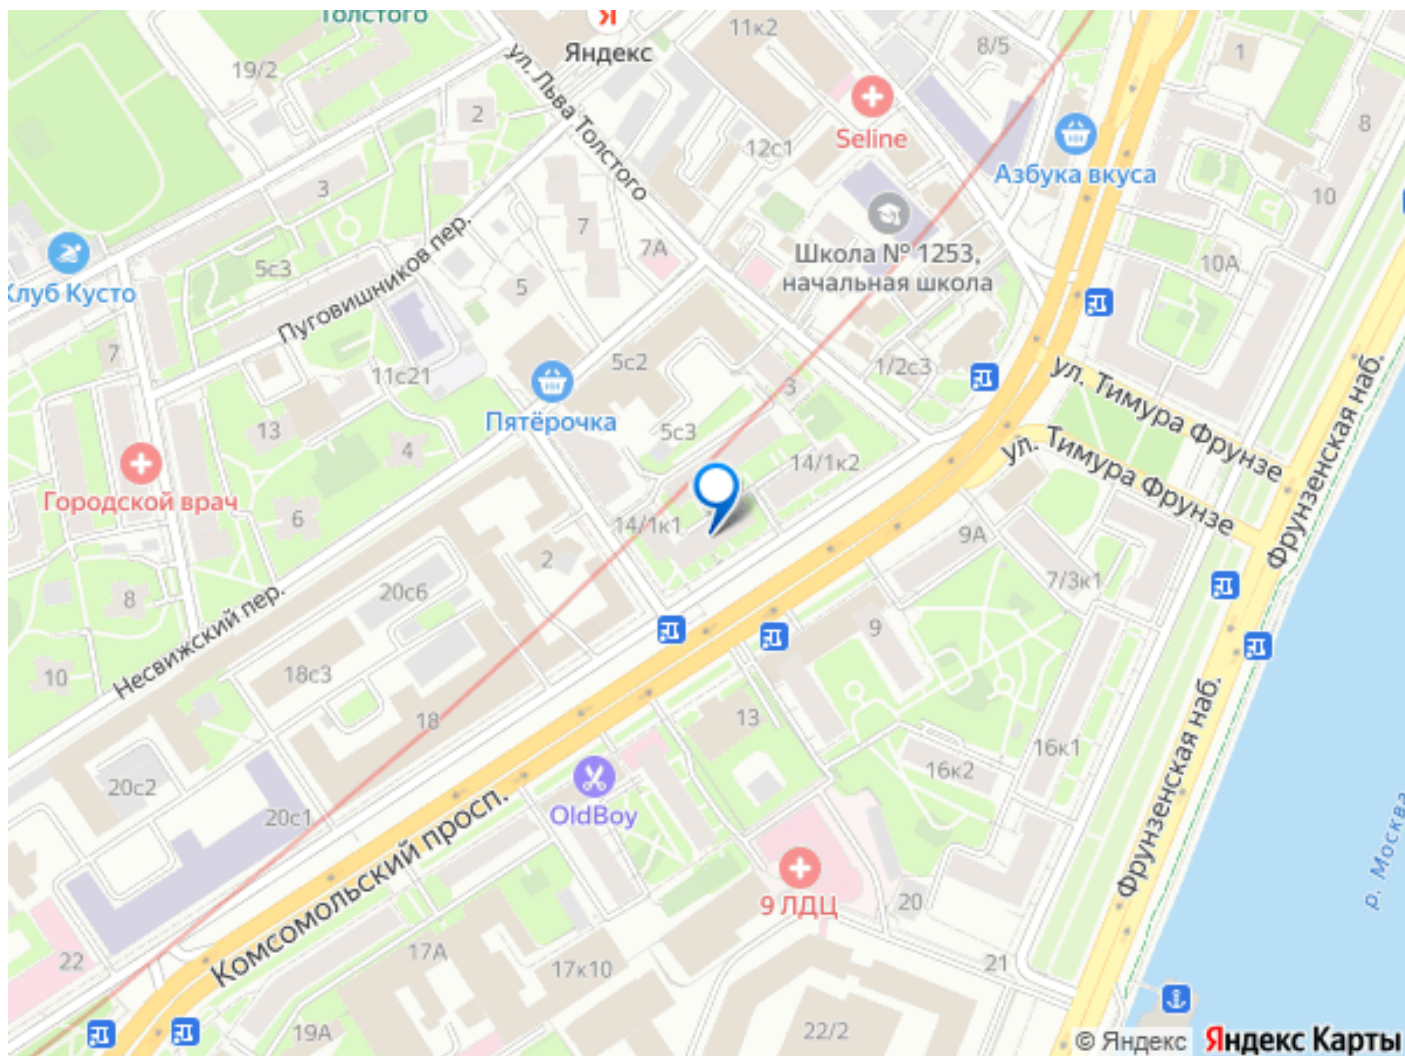 Толстого
Яндекс
11к2
8/5
1
19/2
ул. Льва Толстого
2
Seline
8
12с1
Азбука вкуса
3
10
7
7А
Школа № 1253,
начальная школа
Пуговишников пер.
5с3
10А
Клуб Кусто
5
7
11с21
5с2
1/2с3
ул. Тимура Фрунзе
Фрунзенская наб.
3
Пятёрочка
13
4
5с3
14/1к2
ул. Тимура Фрунзе
Городской врач
6
14/1к1
9А
2
7/3к1
8
20с6
Несвижский пер.
9
10
18с3
18
13
Фрунзенская наб.
16к1
16к2
20с2
20с1
OldBoy
Комсомольский просп.
р. Москва
9 ЛДЦ
20
22
17А
17к10
21
19А
22/2
© Яндекс Яндекс Карты